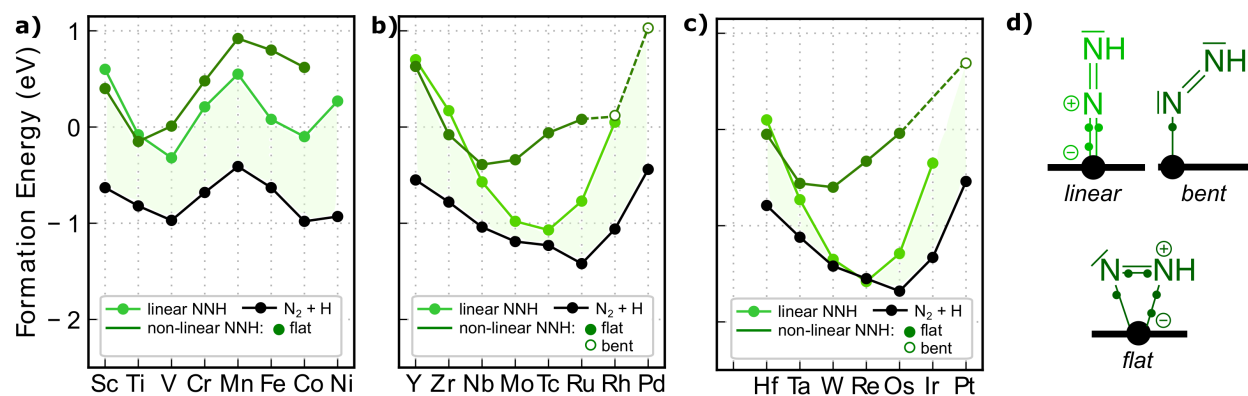 a)
b)
c)
d)
Formation Energy (eV)
1
0
− 1
− 2
linear NNH
N₂ + H
non-linear NNH:
flat
Sc Ti V Cr Mn Fe Co Ni
linear NNH
N₂ + H
non-linear NNH:
flat
bent
Y Zr Nb Mo Tc Ru Rh Pd
linear NNH
N₂ + H
non-linear NNH:
flat
bent
Hf Ta W Re Os Ir Pt
NH
N
⊕
⊖
linear
NH
N
bent
⊕
N NH
⊖
flat